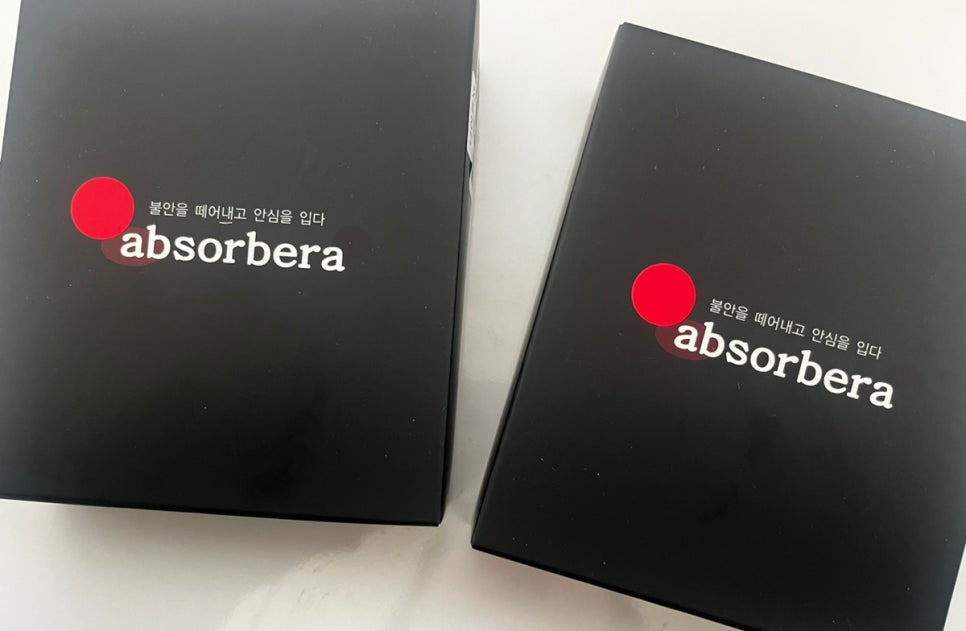 불안을 떼어내고 안심을 입다
absorbera
불안을 떼어내고 안심을 입다
absorbera